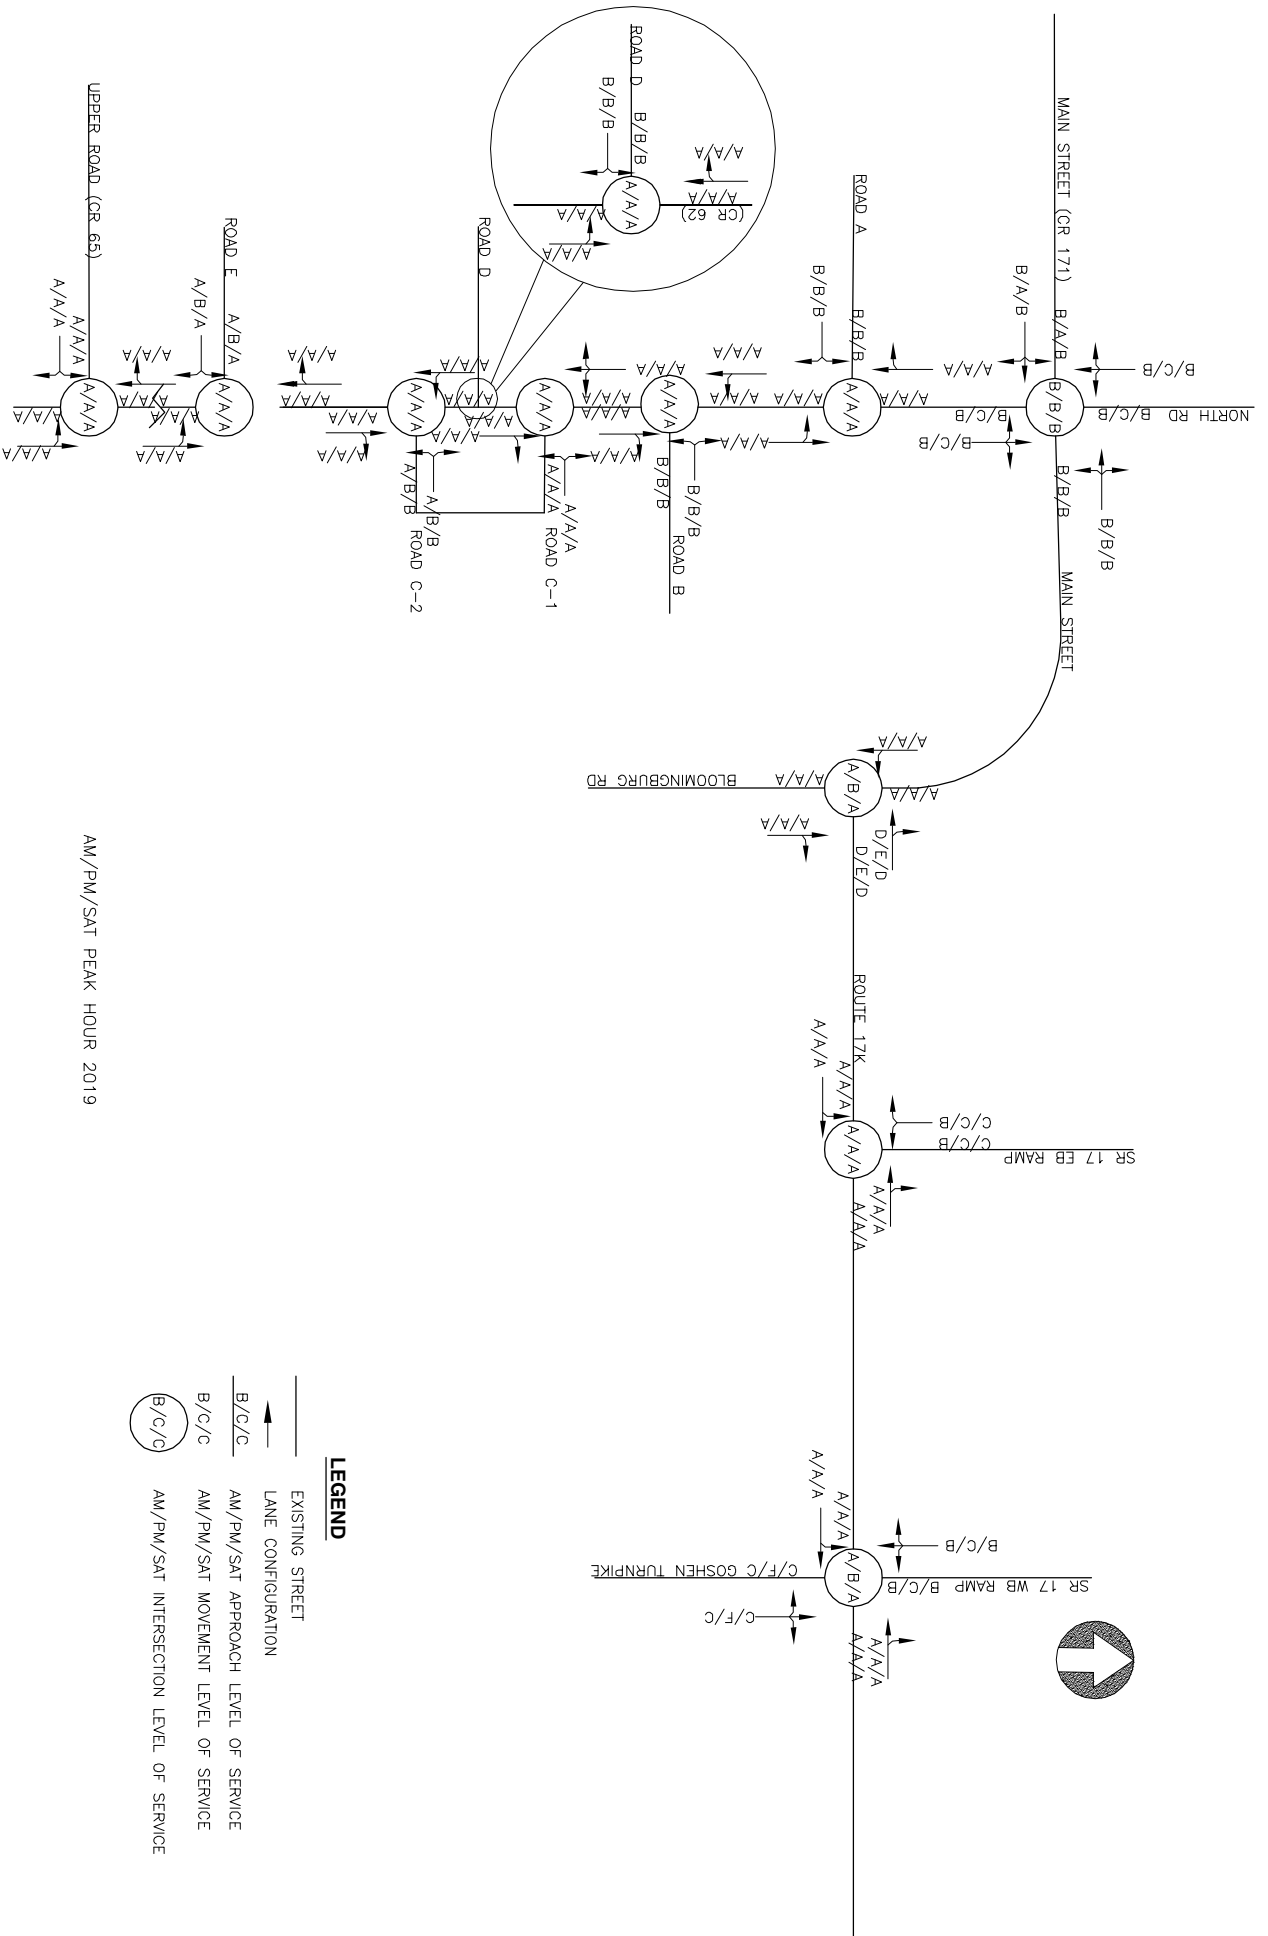 NORTH RD
B/C/B
B/C/B
MAIN STREET (CR 171)
B/A/B
B/A/B
B/B/B
B/B/B
B/B/B
MAIN STREET
B/C/B
B/C/B
ROAD A
B/B/B
B/B/B
A/A/A
A/A/A
A/A/A
A/A/A
A/A/A
ROAD B
B/B/B
B/B/B
A/A/A
A/A/A
A/A/A
A/A/A
A/A/A
ROAD D
B/B/B
B/B/B
A/A/A
A/A/A
A/A/A
(CR 62)
A/A/A
A/A/A
ROAD C-1
A/A/A
A/A/A
A/A/A
A/A/A
A/A/A
A/A/A
A/A/A
ROAD D
ROAD C-2
A/B/B
A/B/B
A/A/A
A/A/A
A/A/A
A/A/A
A/A/A
ROAD E
A/B/A
A/B/A
A/A/A
A/A/A
A/A/A
A/A/A
A/A/A
UPPER ROAD (CR 65)
A/A/A
A/A/A
A/A/A
A/A/A
A/A/A
A/A/A
A/A/A
BLOOMINGBURG RD
A/A/A
A/A/A
A/B/A
A/A/A
A/A/A
D/E/D
D/E/D
ROUTE 17K
A/A/A
A/A/A
A/A/A
C/C/B
C/C/B
SR 17 EB RAMP
A/A/A
A/A/A
A/A/A
A/A/A
A/B/A
B/C/B
B/C/B
SR 17 WB RAMP
C/F/C
GOSHEN TURNPIKE
C/F/C
A/A/A
A/A/A
AM/PM/SAT PEAK HOUR 2019
LEGEND
EXISTING STREET
LANE CONFIGURATION
B/C/C AM/PM/SAT APPROACH LEVEL OF SERVICE
B/C/C AM/PM/SAT MOVEMENT LEVEL OF SERVICE
B/C/C AM/PM/SAT INTERSECTION LEVEL OF SERVICE